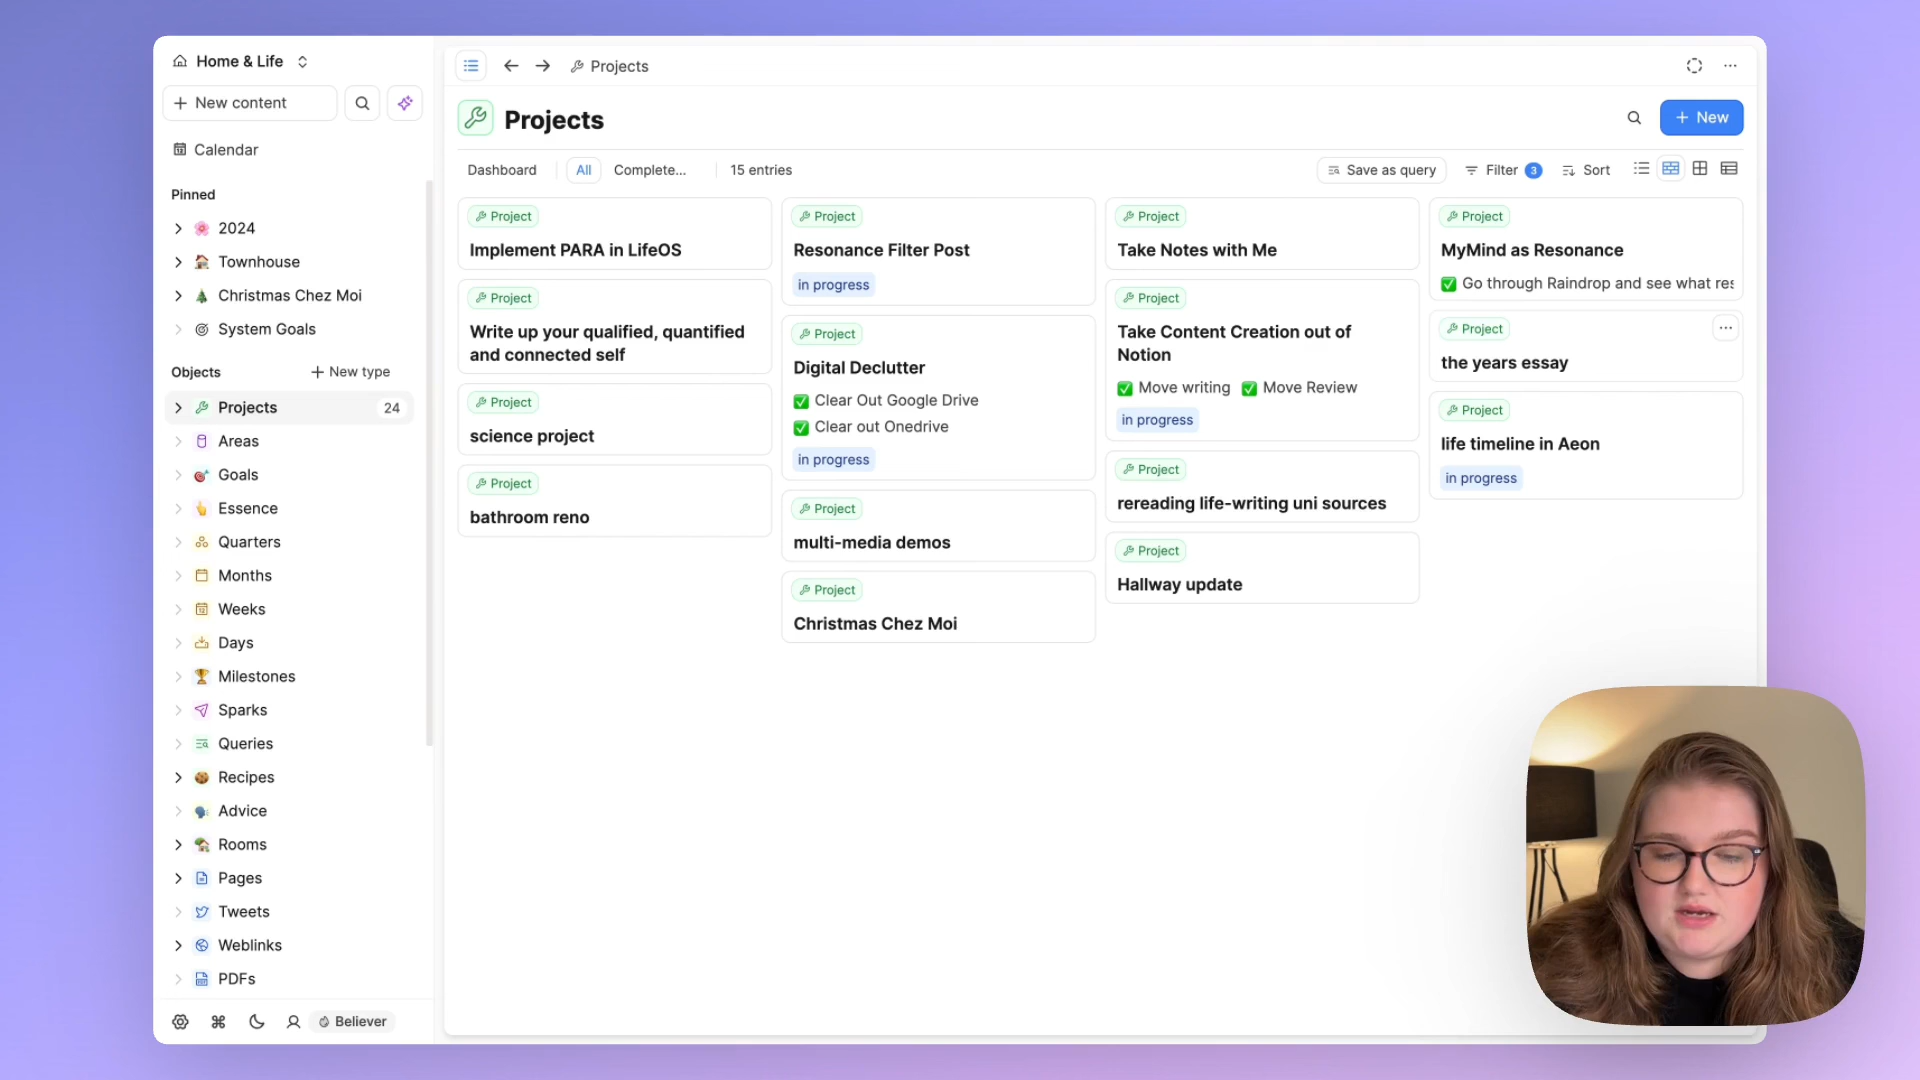 Home & Life
New content
Calendar
Pinned
2024
Townhouse
Christmas Chez Moi
System Goals
Objects
New type
Projects 24
Areas
Goals
Essence
Quarters
Months
Weeks
Days
Milestones
Sparks
Queries
Recipes
Advice
Rooms
Pages
Tweets
Weblinks
PDFs
Believer
Projects
Projects
New
Dashboard
All
Complete...
15 entries
Save as query
Filter 3
Sort
Project
Implement PARA in LifeOS
Project
Write up your qualified, quantified
and connected self
Project
science project
Project
bathroom reno
Project
Resonance Filter Post
in progress
Project
Digital Declutter
Clear Out Google Drive
Clear out Onedrive
in progress
Project
multi-media demos
Project
Christmas Chez Moi
Project
Take Notes with Me
Project
Take Content Creation out of
Notion
Move writing Move Review
in progress
Project
rereading life-writing uni sources
Project
Hallway update
Project
MyMind as Resonance
Go through Raindrop and see what res
Project
the years essay
Project
life timeline in Aeon
in progress